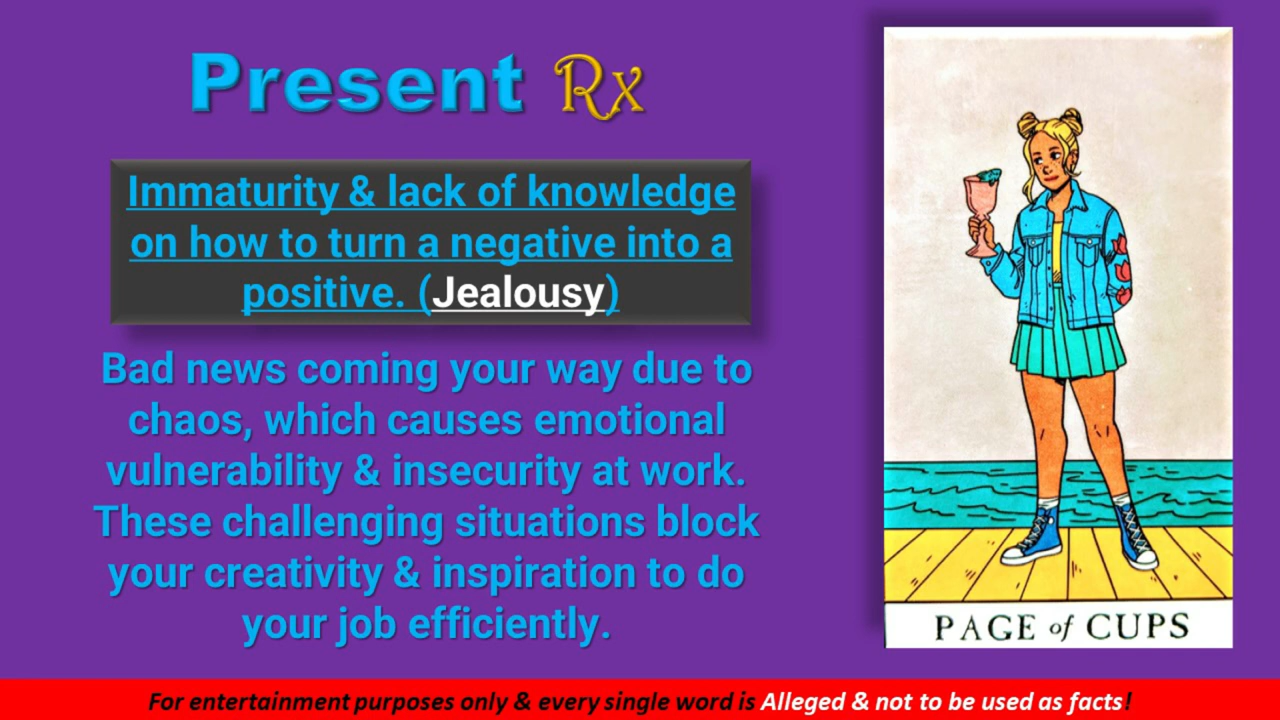 Present Rx
Immaturity & lack of knowledge
on how to turn a negative into a
positive. (Jealousy)
Bad news coming your way due to
chaos, which causes emotional
vulnerability & insecurity at work.
These challenging situations block
your creativity & inspiration to do
your job efficiently.
PAGE of CUPS
For entertainment purposes only & every single word is Alleged & not to be used as facts!